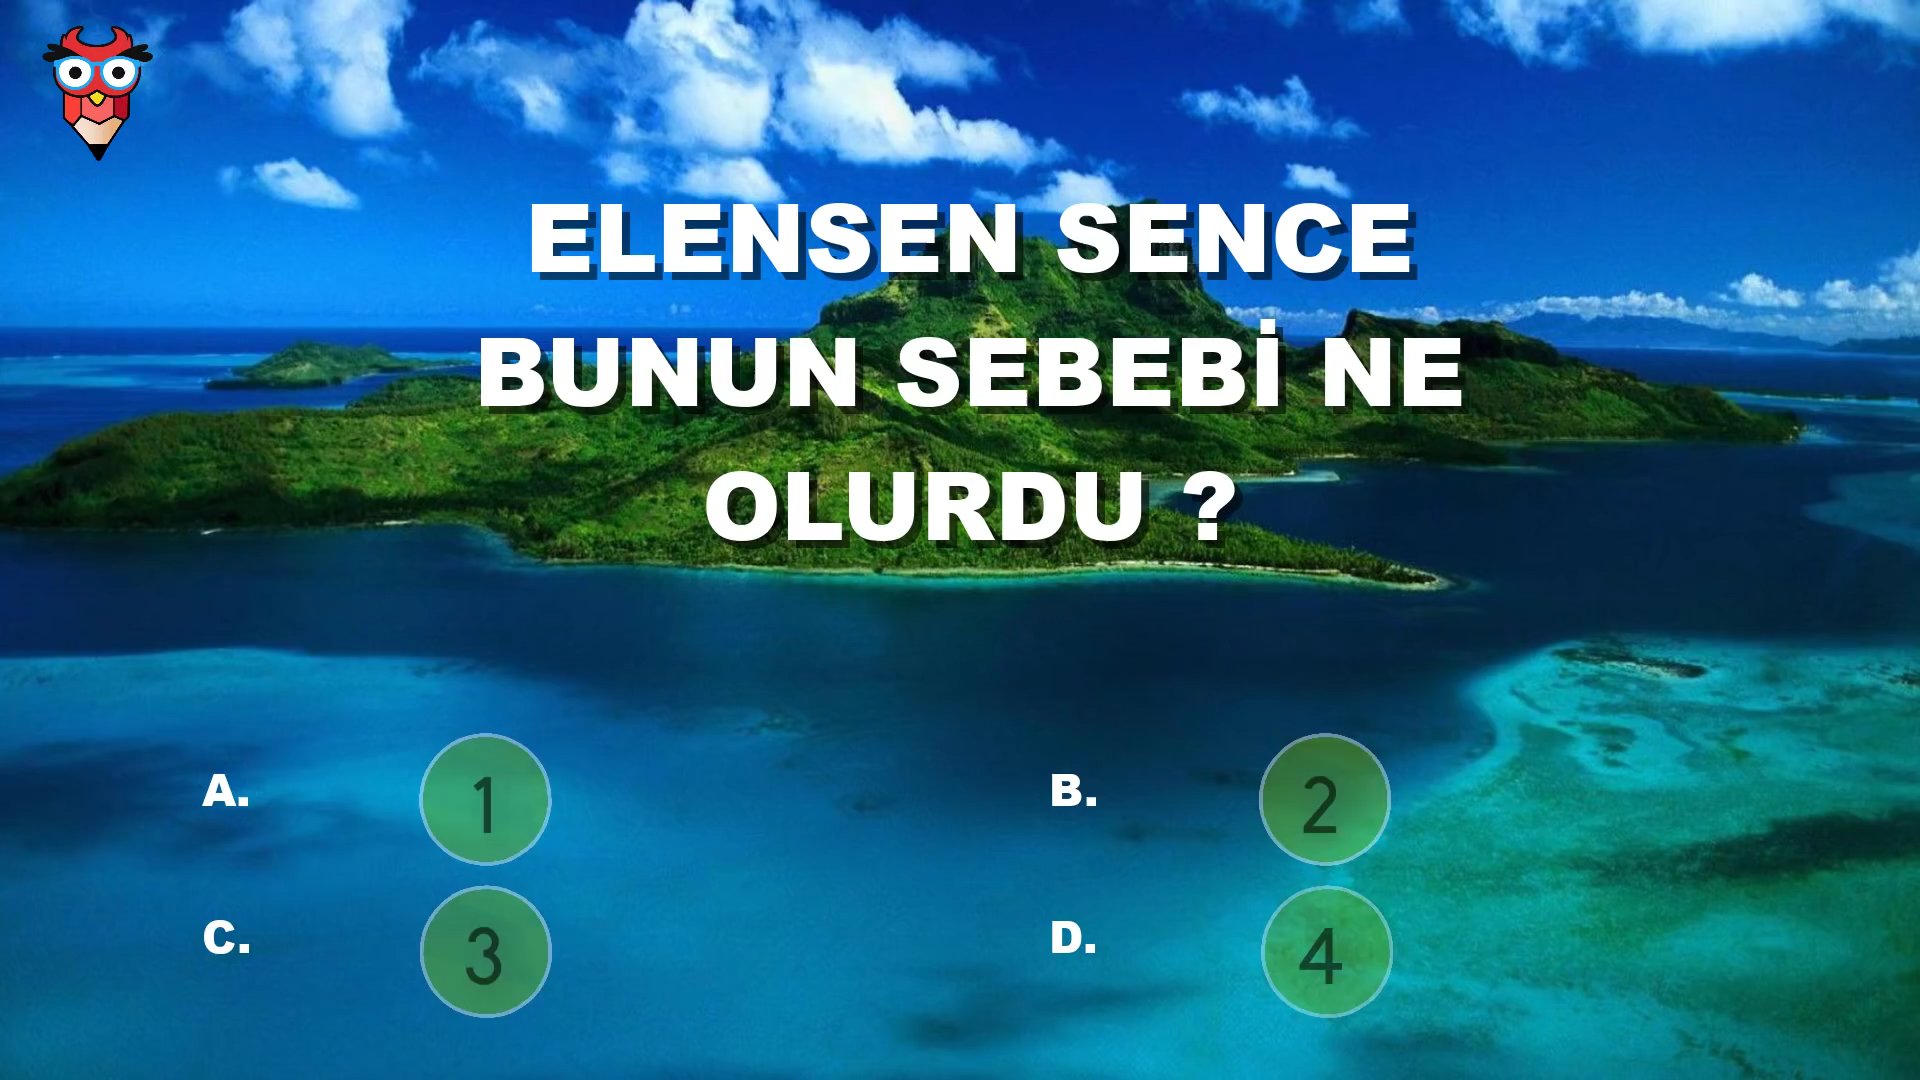 ELENSEN SENCE
BUNUN SEBEBİ NE
OLURDU ?
A. 1 B. 2
C. 3 D. 4